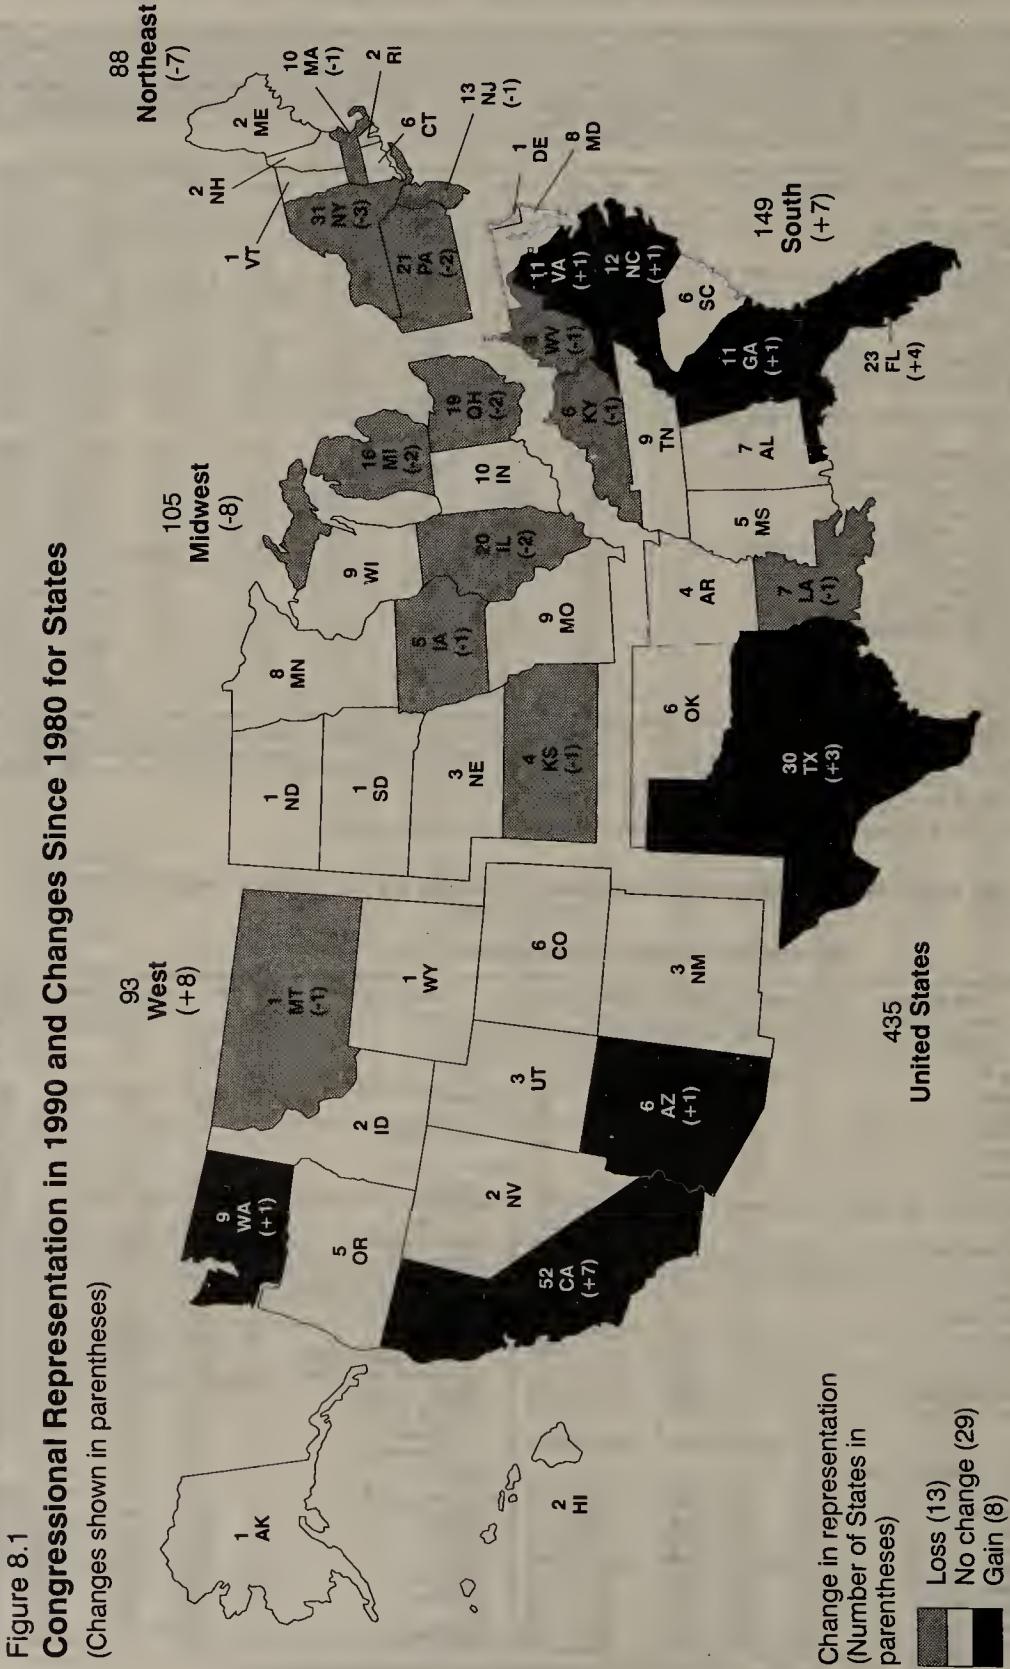 Figure 8.1
Congressional Representation in 1990 and Changes Since 1980 for States
(Changes shown in parentheses)
93
West
(+8)
105
Midwest
(-8)
88
Northeast
(-7)
149
South
(+7)
435
United States
1
AK
2
HI
9
WA
(+1)
5
OR
52
CA
(+7)
2
NV
2
ID
1
MT
(-1)
1
WY
3
UT
6
AZ
(+1)
6
CO
3
NM
1
ND
1
SD
3
NE
4
KS
(-1)
8
MN
5
IA
(-1)
9
MO
9
WI
20
IL
(-2)
16
MI
(-2)
10
IN
19
OH
(-2)
30
TX
(+3)
6
OK
4
AR
7
LA
(-1)
5
MS
7
AL
9
TN
6
KY
(-1)
3
WV
(-1)
11
VA
(+1)
12
NC
(+1)
6
SC
11
GA
(+1)
23
FL
(+4)
1
DE
8
MD
1
VT
2
NH
2
ME
31
NY
(-3)
21
PA
(-2)
10
MA
(-1)
2
RI
6
CT
13
NJ
(-1)
Change in representation
(Number of States in
parentheses)
Loss (13)
No change (29)
Gain (8)